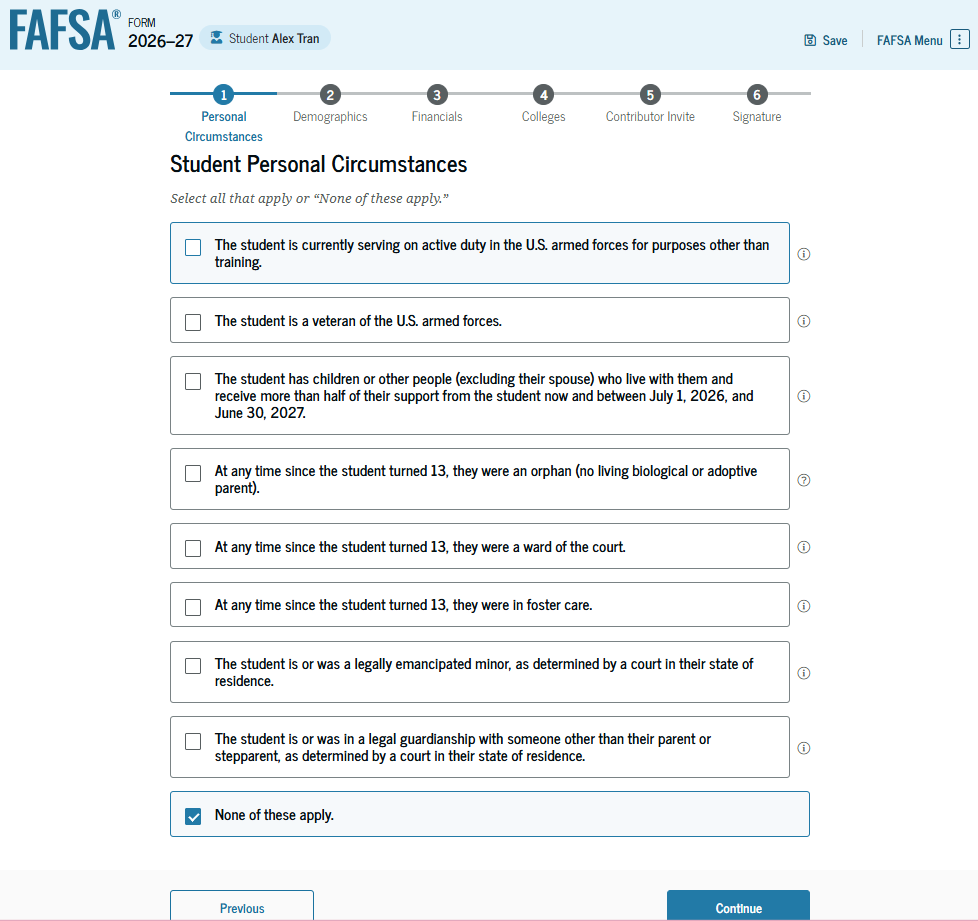 FAFSA® FORM
2026–27
Student Alex Tran
Save
FAFSA Menu
1
2
3
4
5
6
Personal
Circumstances
Demographics
Financials
Colleges
Contributor Invite
Signature
Student Personal Circumstances
Select all that apply or “None of these apply.”
The student is currently serving on active duty in the U.S. armed forces for purposes other than
training.
The student is a veteran of the U.S. armed forces.
The student has children or other people (excluding their spouse) who live with them and
receive more than half of their support from the student now and between July 1, 2026, and
June 30, 2027.
At any time since the student turned 13, they were an orphan (no living biological or adoptive
parent).
At any time since the student turned 13, they were a ward of the court.
At any time since the student turned 13, they were in foster care.
The student is or was a legally emancipated minor, as determined by a court in their state of
residence.
The student is or was in a legal guardianship with someone other than their parent or
stepparent, as determined by a court in their state of residence.
None of these apply.
Previous
Continue